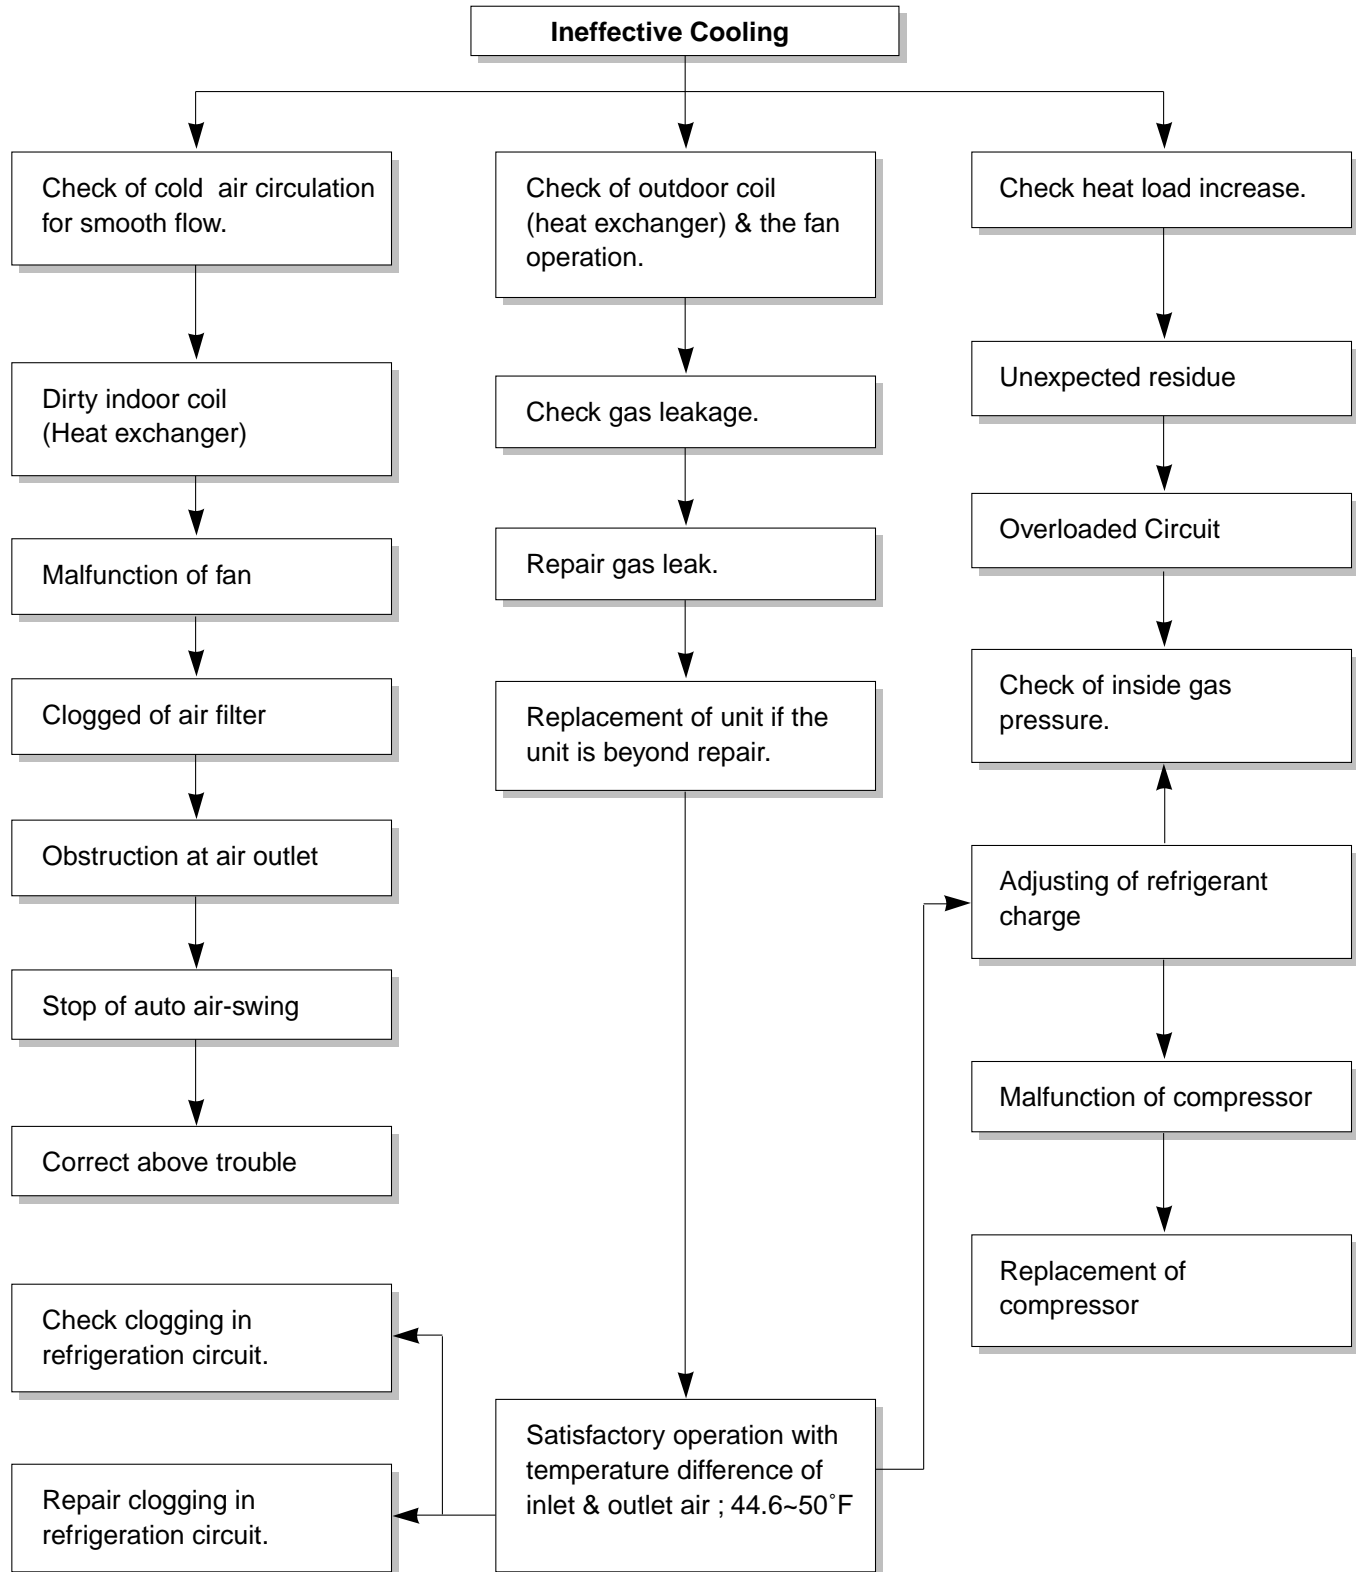 Ineffective Cooling
Check of cold air circulation
for smooth flow.
Dirty indoor coil
(Heat exchanger)
Malfunction of fan
Clogged of air filter
Obstruction at air outlet
Stop of auto air-swing
Correct above trouble
Check clogging in
refrigeration circuit.
Repair clogging in
refrigeration circuit.
Check of outdoor coil
(heat exchanger) & the fan
operation.
Check gas leakage.
Repair gas leak.
Replacement of unit if the
unit is beyond repair.
Satisfactory operation with
temperature difference of
inlet & outlet air ; 44.6~50˚F
Check heat load increase.
Unexpected residue
Overloaded Circuit
Check of inside gas
pressure.
Adjusting of refrigerant
charge
Malfunction of compressor
Replacement of
compressor